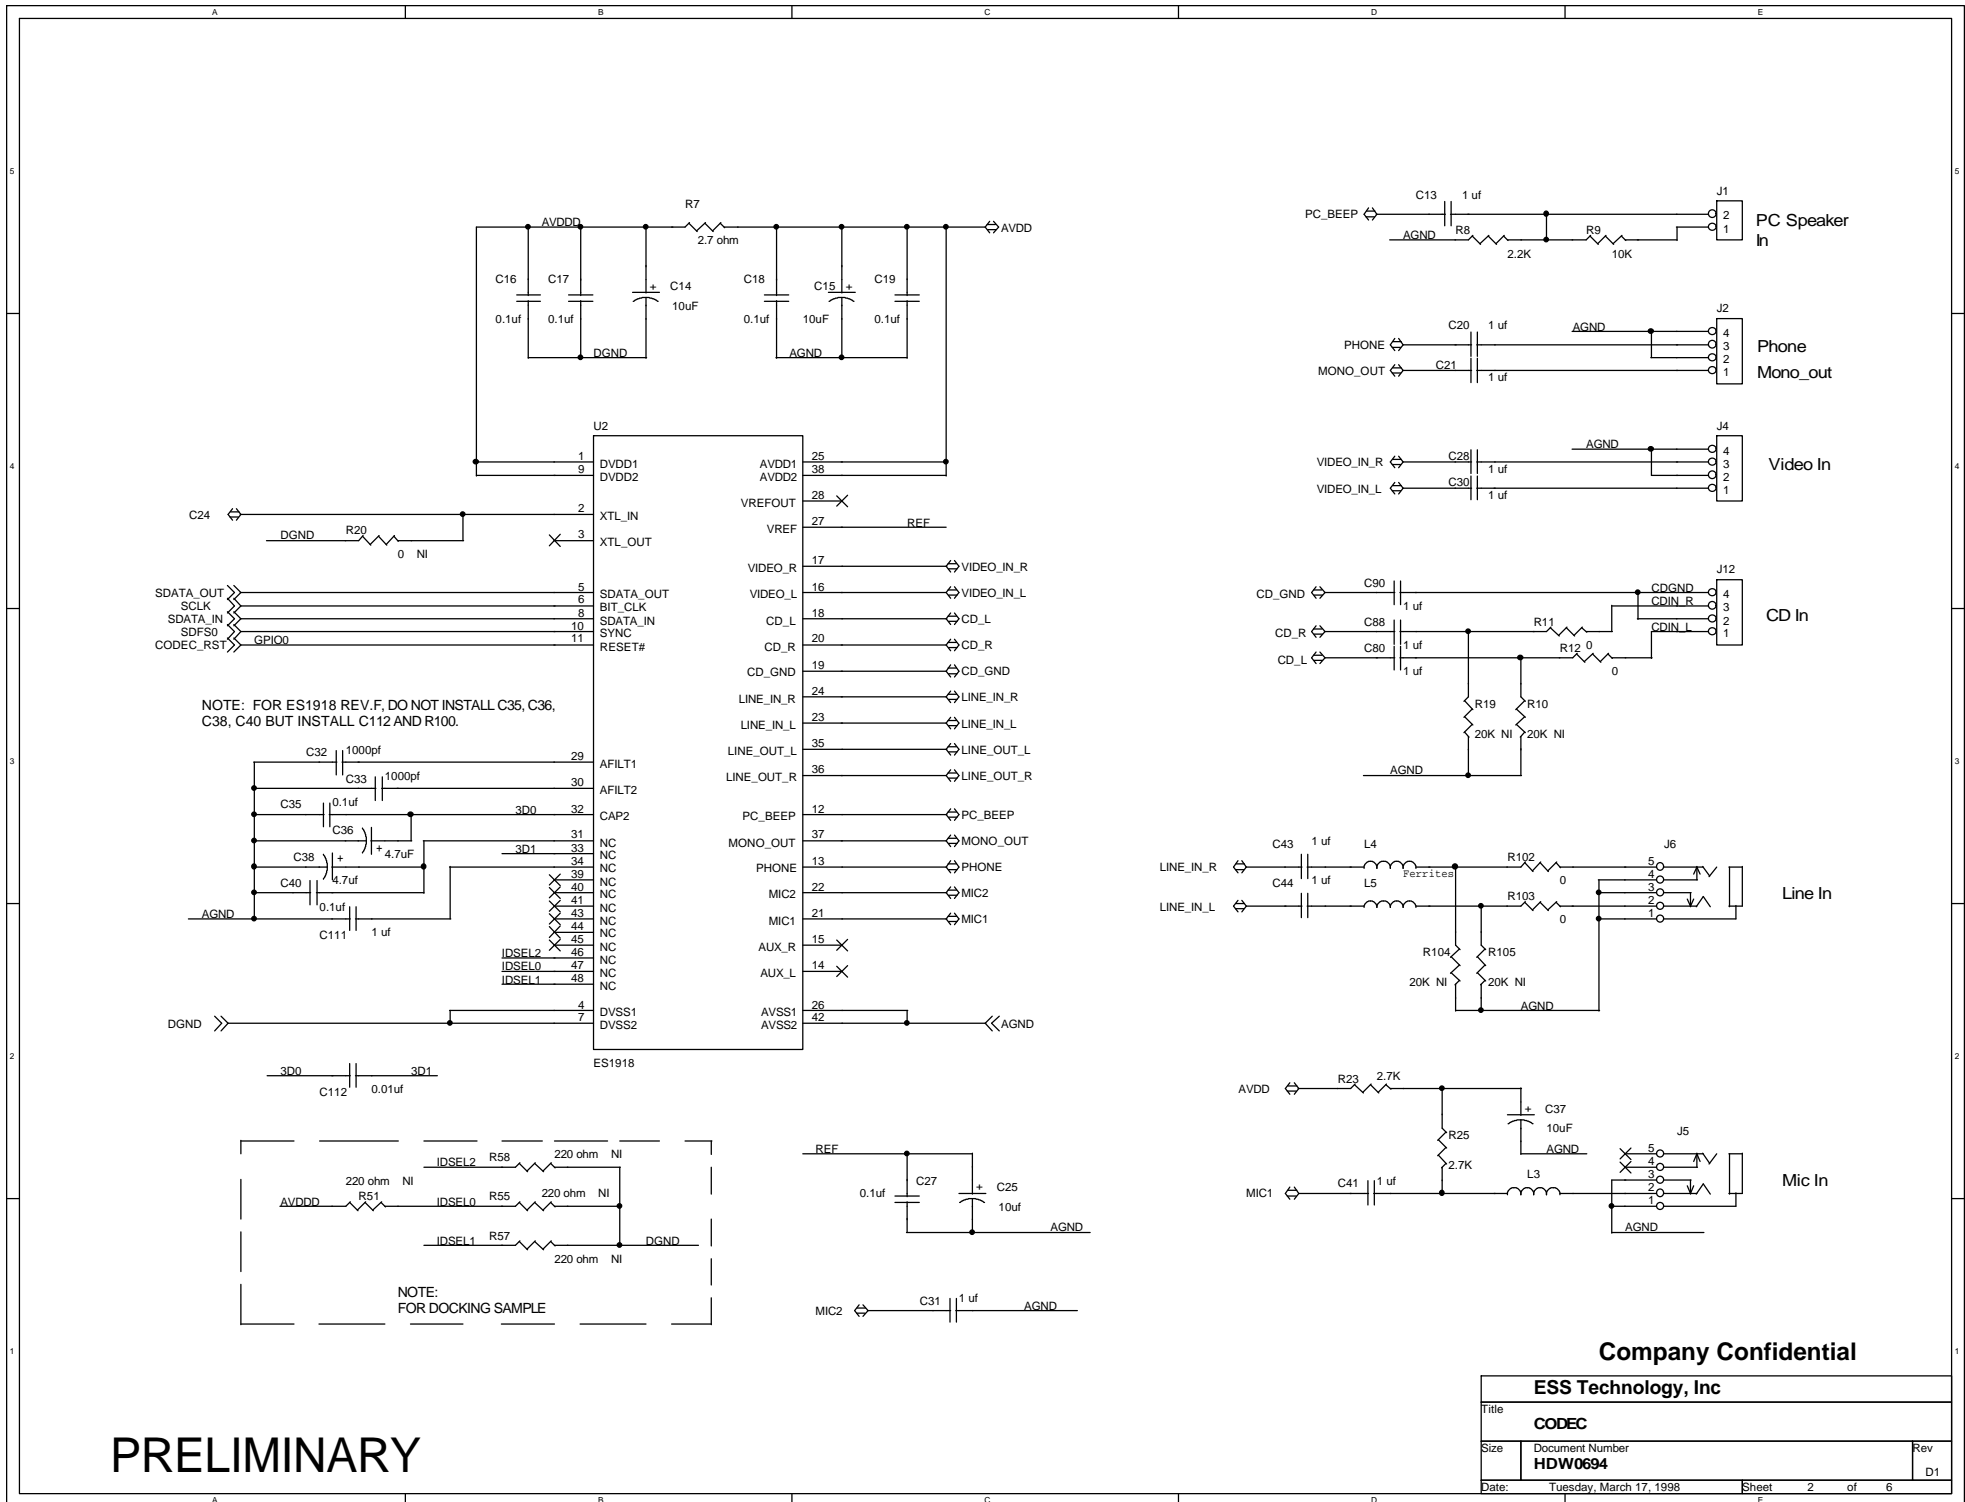 A B C D E
5 5
4 4
3 3
2 2
1 1
A B C D E
R7
AVDDD
2.7 ohm
AVDD
C16
0.1uf
C17
0.1uf
C14
10uF
C18
0.1uf
C15
10uF
C19
0.1uf
DGND
AGND
U2
1 DVDD1
9 DVDD2
2 XTL_IN
3 XTL_OUT
5 SDATA_OUT
6 BIT_CLK
8 SDATA_IN
10 SYNC
11 RESET#
29 AFILT1
30 AFILT2
32 CAP2
31 NC
33 NC
34 NC
39 NC
40 NC
41 NC
43 NC
44 NC
45 NC
46 NC
47 NC
48 NC
4 DVSS1
7 DVSS2
AVDD1 25
AVDD2 38
VREFOUT 28
VREF 27 REF
VIDEO_R 17 VIDEO_IN_R
VIDEO_L 16 VIDEO_IN_L
CD_L 18 CD_L
CD_R 20 CD_R
CD_GND 19 CD_GND
LINE_IN_R 24 LINE_IN_R
LINE_IN_L 23 LINE_IN_L
LINE_OUT_L 35 LINE_OUT_L
LINE_OUT_R 36 LINE_OUT_R
PC_BEEP 12 PC_BEEP
MONO_OUT 37 MONO_OUT
PHONE 13 PHONE
MIC2 22 MIC2
MIC1 21 MIC1
AUX_R 15
AUX_L 14
AVSS1 26
AVSS2 42
AGND
ES1918
C24
DGND
R20
0 NI
SDATA_OUT
SCLK
SDATA_IN
SDFS0
CODEC_RST GPIO0
NOTE: FOR ES1918 REV.F, DO NOT INSTALL C35, C36,
C38, C40 BUT INSTALL C112 AND R100.
C32 1000pf
C33 1000pf
C35 0.1uf
3D0
C36 + 4.7uF
3D1
C38 + 4.7uf
C40 0.1uf
AGND
C111 1 uf
IDSEL2
IDSEL0
IDSEL1
DGND
3D0 3D1
C112 0.01uf
IDSEL2 R58 220 ohm NI
220 ohm NI
AVDDD R51 IDSEL0 R55 220 ohm NI
IDSEL1 R57 DGND
220 ohm NI
NOTE:
FOR DOCKING SAMPLE
REF
0.1uf C27
+ C25
10uf
AGND
MIC2 C31 1 uf AGND
PC_BEEP C13 1 uf
AGND R8 2.2K
R9 10K
J1
2
1
PC Speaker
In
PHONE C20 1 uf
MONO_OUT C21 1 uf
AGND
J2
4
3
2
1
Phone
Mono_out
VIDEO_IN_R C28 1 uf
VIDEO_IN_L C30 1 uf
AGND
J4
4
3
2
1
Video In
CD_GND C90 1 uf
CD_R C88 1 uf
CD_L C80 1 uf
R11 0
R12 0
CDGND
CDIN_R
CDIN_L
J12
4
3
2
1
CD In
R19
20K NI
R10
20K NI
AGND
LINE_IN_R C43 1 uf L4
Ferrites
LINE_IN_L C44 1 uf L5
R102 0
R103 0
R104
20K NI
R105
20K NI
AGND
J6
5
4
3
2
1
Line In
AVDD R23 2.7K
R25
2.7K
+ C37
10uF
AGND
MIC1 C41 1 uf L3
J5
5
4
3
2
1
AGND
Mic In
PRELIMINARY
Company Confidential
ESS Technology, Inc
Title
CODEC
Size Document Number Rev
HDW0694
D1
Date: Tuesday, March 17, 1998 Sheet 2 of 6